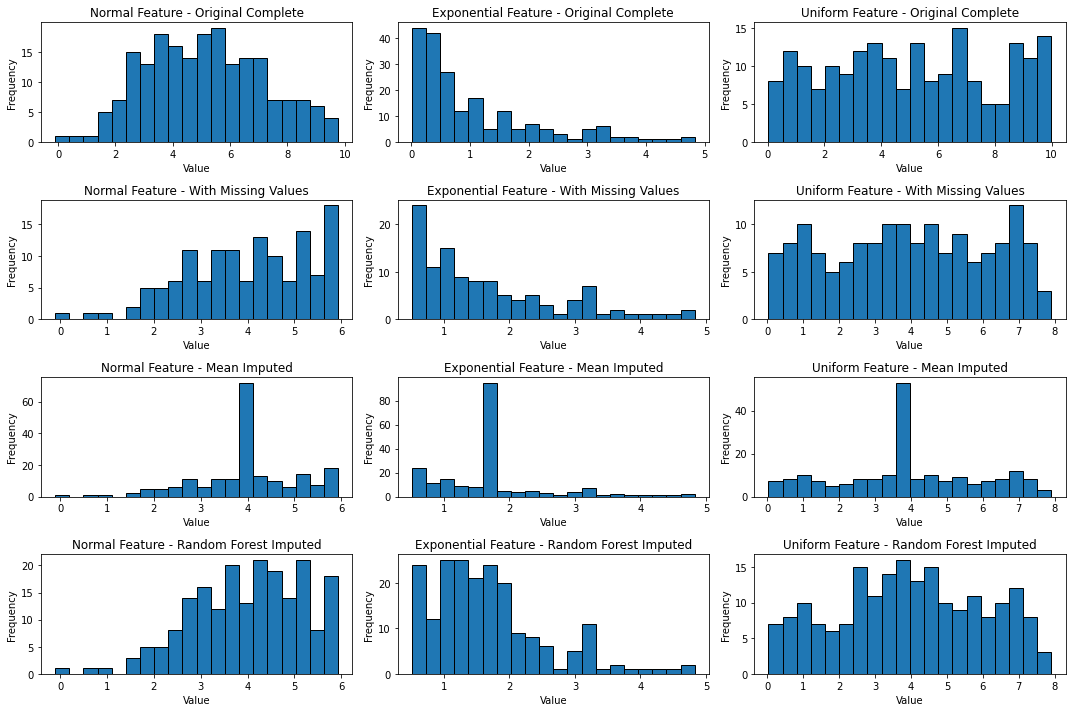 Normal Feature - Original Complete
Exponential Feature - Original Complete
Uniform Feature - Original Complete
Frequency
15
10
5
0
0 2 4 6 8 10
Value
Frequency
40
30
20
10
0
0 1 2 3 4 5
Value
Frequency
15
10
5
0
0 2 4 6 8 10
Value
Normal Feature - With Missing Values
Exponential Feature - With Missing Values
Uniform Feature - With Missing Values
Frequency
15
10
5
0
0 1 2 3 4 5 6
Value
Frequency
20
10
0
1 2 3 4 5
Value
Frequency
10
5
0
0 1 2 3 4 5 6 7 8
Value
Normal Feature - Mean Imputed
Exponential Feature - Mean Imputed
Uniform Feature - Mean Imputed
Frequency
60
40
20
0
0 1 2 3 4 5 6
Value
Frequency
80
60
40
20
0
1 2 3 4 5
Value
Frequency
40
20
0
0 1 2 3 4 5 6 7 8
Value
Normal Feature - Random Forest Imputed
Exponential Feature - Random Forest Imputed
Uniform Feature - Random Forest Imputed
Frequency
20
15
10
5
0
0 1 2 3 4 5 6
Value
Frequency
20
10
0
1 2 3 4 5
Value
Frequency
15
10
5
0
0 1 2 3 4 5 6 7 8
Value